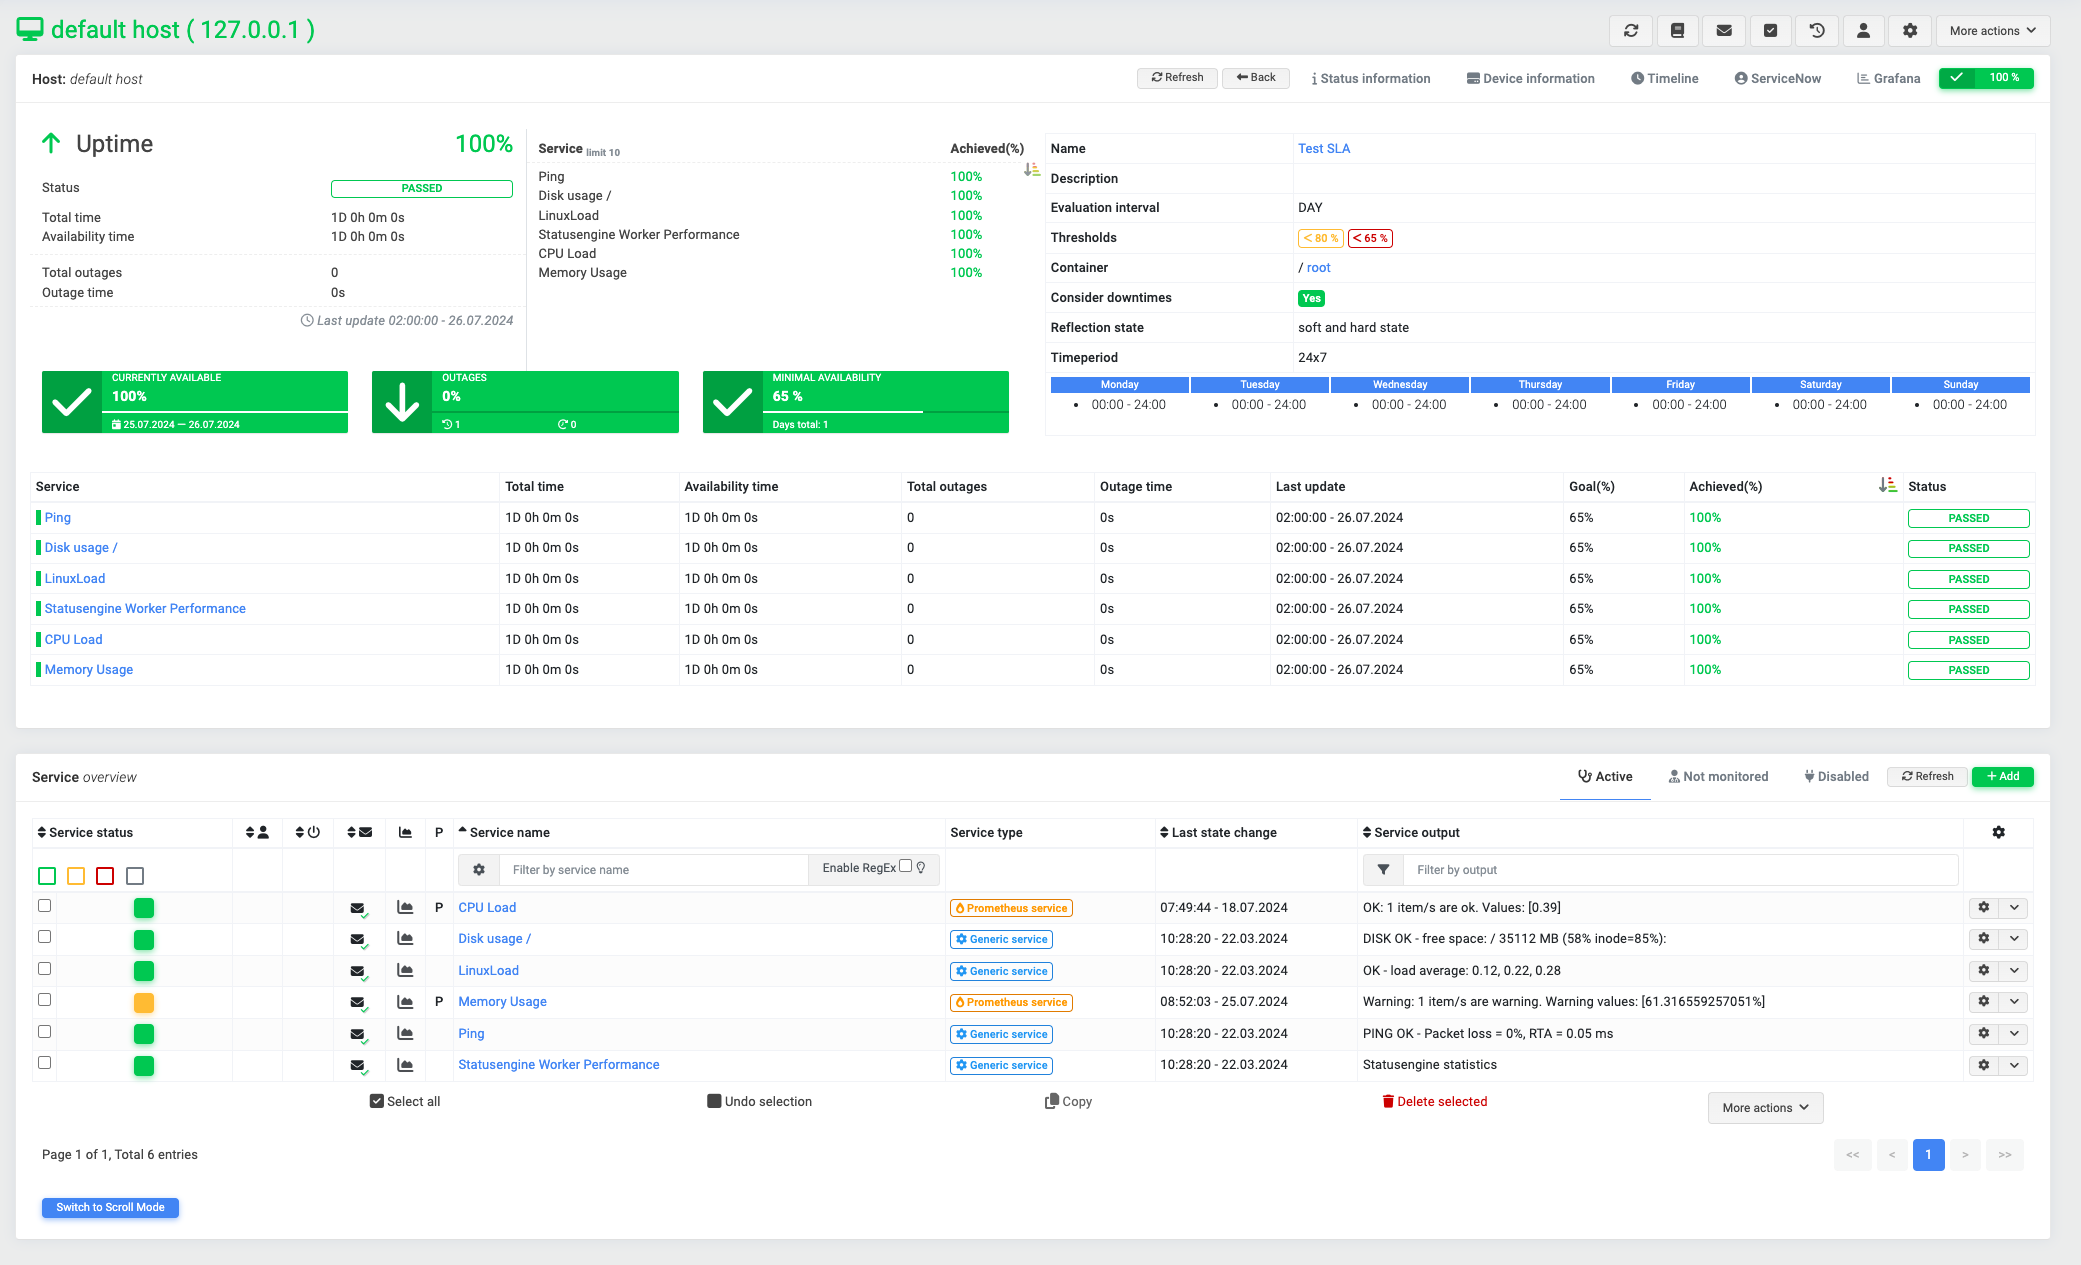 default host ( 127.0.0.1 )
More actions
Host: default host
Refresh
Back
Status information
Device information
Timeline
ServiceNow
Grafana
100 %
Uptime 100%
Status PASSED
Total time 1D 0h 0m 0s
Availability time 1D 0h 0m 0s
Total outages 0
Outage time 0s
Last update 02:00:00 - 26.07.2024
Service limit 10 Achieved(%)
Ping 100%
Disk usage / 100%
LinuxLoad 100%
Statusengine Worker Performance 100%
CPU Load 100%
Memory Usage 100%
CURRENTLY AVAILABLE
100%
25.07.2024 — 26.07.2024
OUTAGES
0%
1 0
MINIMAL AVAILABILITY
65 %
Days total: 1
Name Test SLA
Description
Evaluation interval DAY
Thresholds < 80 % < 65 %
Container / root
Consider downtimes Yes
Reflection state soft and hard state
Timeperiod 24x7
Monday Tuesday Wednesday Thursday Friday Saturday Sunday
• 00:00 - 24:00 • 00:00 - 24:00 • 00:00 - 24:00 • 00:00 - 24:00 • 00:00 - 24:00 • 00:00 - 24:00 • 00:00 - 24:00
Service Total time Availability time Total outages Outage time Last update Goal(%) Achieved(%) Status
Ping 1D 0h 0m 0s 1D 0h 0m 0s 0 0s 02:00:00 - 26.07.2024 65% 100% PASSED
Disk usage / 1D 0h 0m 0s 1D 0h 0m 0s 0 0s 02:00:00 - 26.07.2024 65% 100% PASSED
LinuxLoad 1D 0h 0m 0s 1D 0h 0m 0s 0 0s 02:00:00 - 26.07.2024 65% 100% PASSED
Statusengine Worker Performance 1D 0h 0m 0s 1D 0h 0m 0s 0 0s 02:00:00 - 26.07.2024 65% 100% PASSED
CPU Load 1D 0h 0m 0s 1D 0h 0m 0s 0 0s 02:00:00 - 26.07.2024 65% 100% PASSED
Memory Usage 1D 0h 0m 0s 1D 0h 0m 0s 0 0s 02:00:00 - 26.07.2024 65% 100% PASSED
Service overview
Active
Not monitored
Disabled
Refresh
+ Add
Service status P Service name Service type Last state change Service output
Filter by service name Enable RegEx Filter by output
P CPU Load Prometheus service 07:49:44 - 18.07.2024 OK: 1 item/s are ok. Values: [0.39]
Disk usage / Generic service 10:28:20 - 22.03.2024 DISK OK - free space: / 35112 MB (58% inode=85%):
LinuxLoad Generic service 10:28:20 - 22.03.2024 OK - load average: 0.12, 0.22, 0.28
P Memory Usage Prometheus service 08:52:03 - 25.07.2024 Warning: 1 item/s are warning. Warning values: [61.316559257051%]
Ping Generic service 10:28:20 - 22.03.2024 PING OK - Packet loss = 0%, RTA = 0.05 ms
Statusengine Worker Performance Generic service 10:28:20 - 22.03.2024 Statusengine statistics
Select all
Undo selection
Copy
Delete selected
More actions
Page 1 of 1, Total 6 entries
<< < 1 > >>
Switch to Scroll Mode